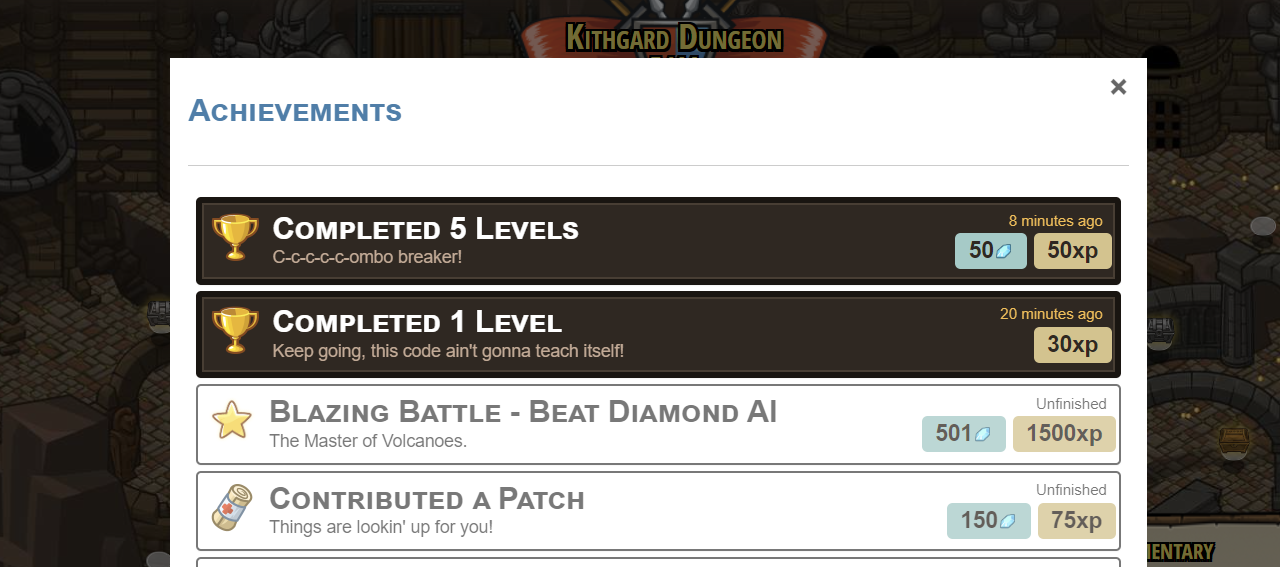 Kithgard Dungeon
Achievements
×
Completed 5 Levels
8 minutes ago
C-c-c-c-c-ombo breaker!
50
50xp
Completed 1 Level
20 minutes ago
Keep going, this code ain't gonna teach itself!
30xp
Blazing Battle - Beat Diamond AI
Unfinished
The Master of Volcanoes.
501
1500xp
Contributed a Patch
Unfinished
Things are lookin' up for you!
150
75xp